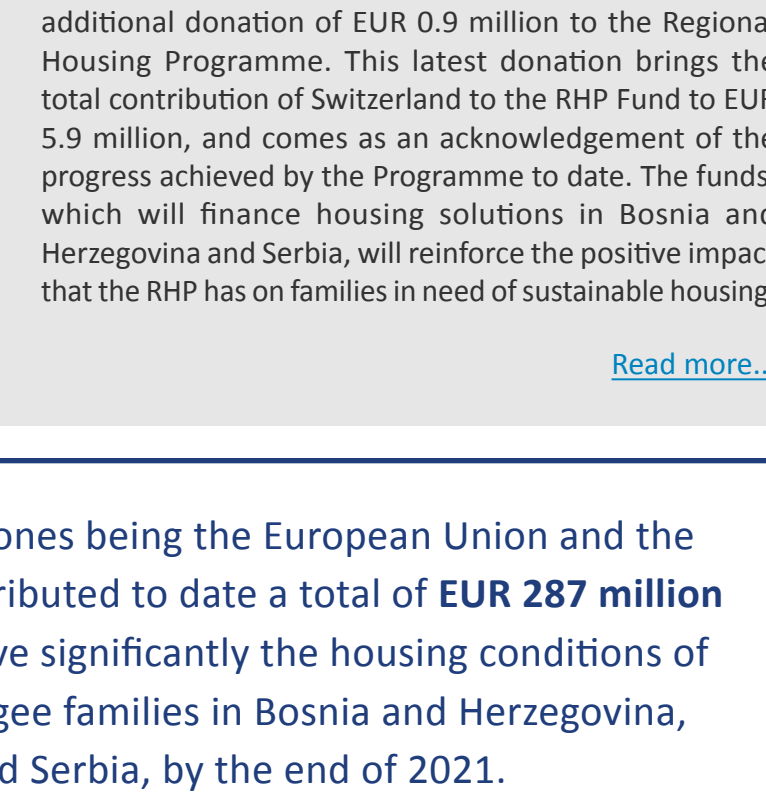 additional donation of EUR 0.9 million to the Regiona
Housing Programme. This latest donation brings the
total contribution of Switzerland to the RHP Fund to EUR
5.9 million, and comes as an acknowledgement of the
progress achieved by the Programme to date. The funds,
which will finance housing solutions in Bosnia and
Herzegovina and Serbia, will reinforce the positive impac
that the RHP has on families in need of sustainable housing
Read more..
ones being the European Union and the
ributed to date a total of EUR 287 million
ve significantly the housing conditions of
gee families in Bosnia and Herzegovina,
d Serbia, by the end of 2021.